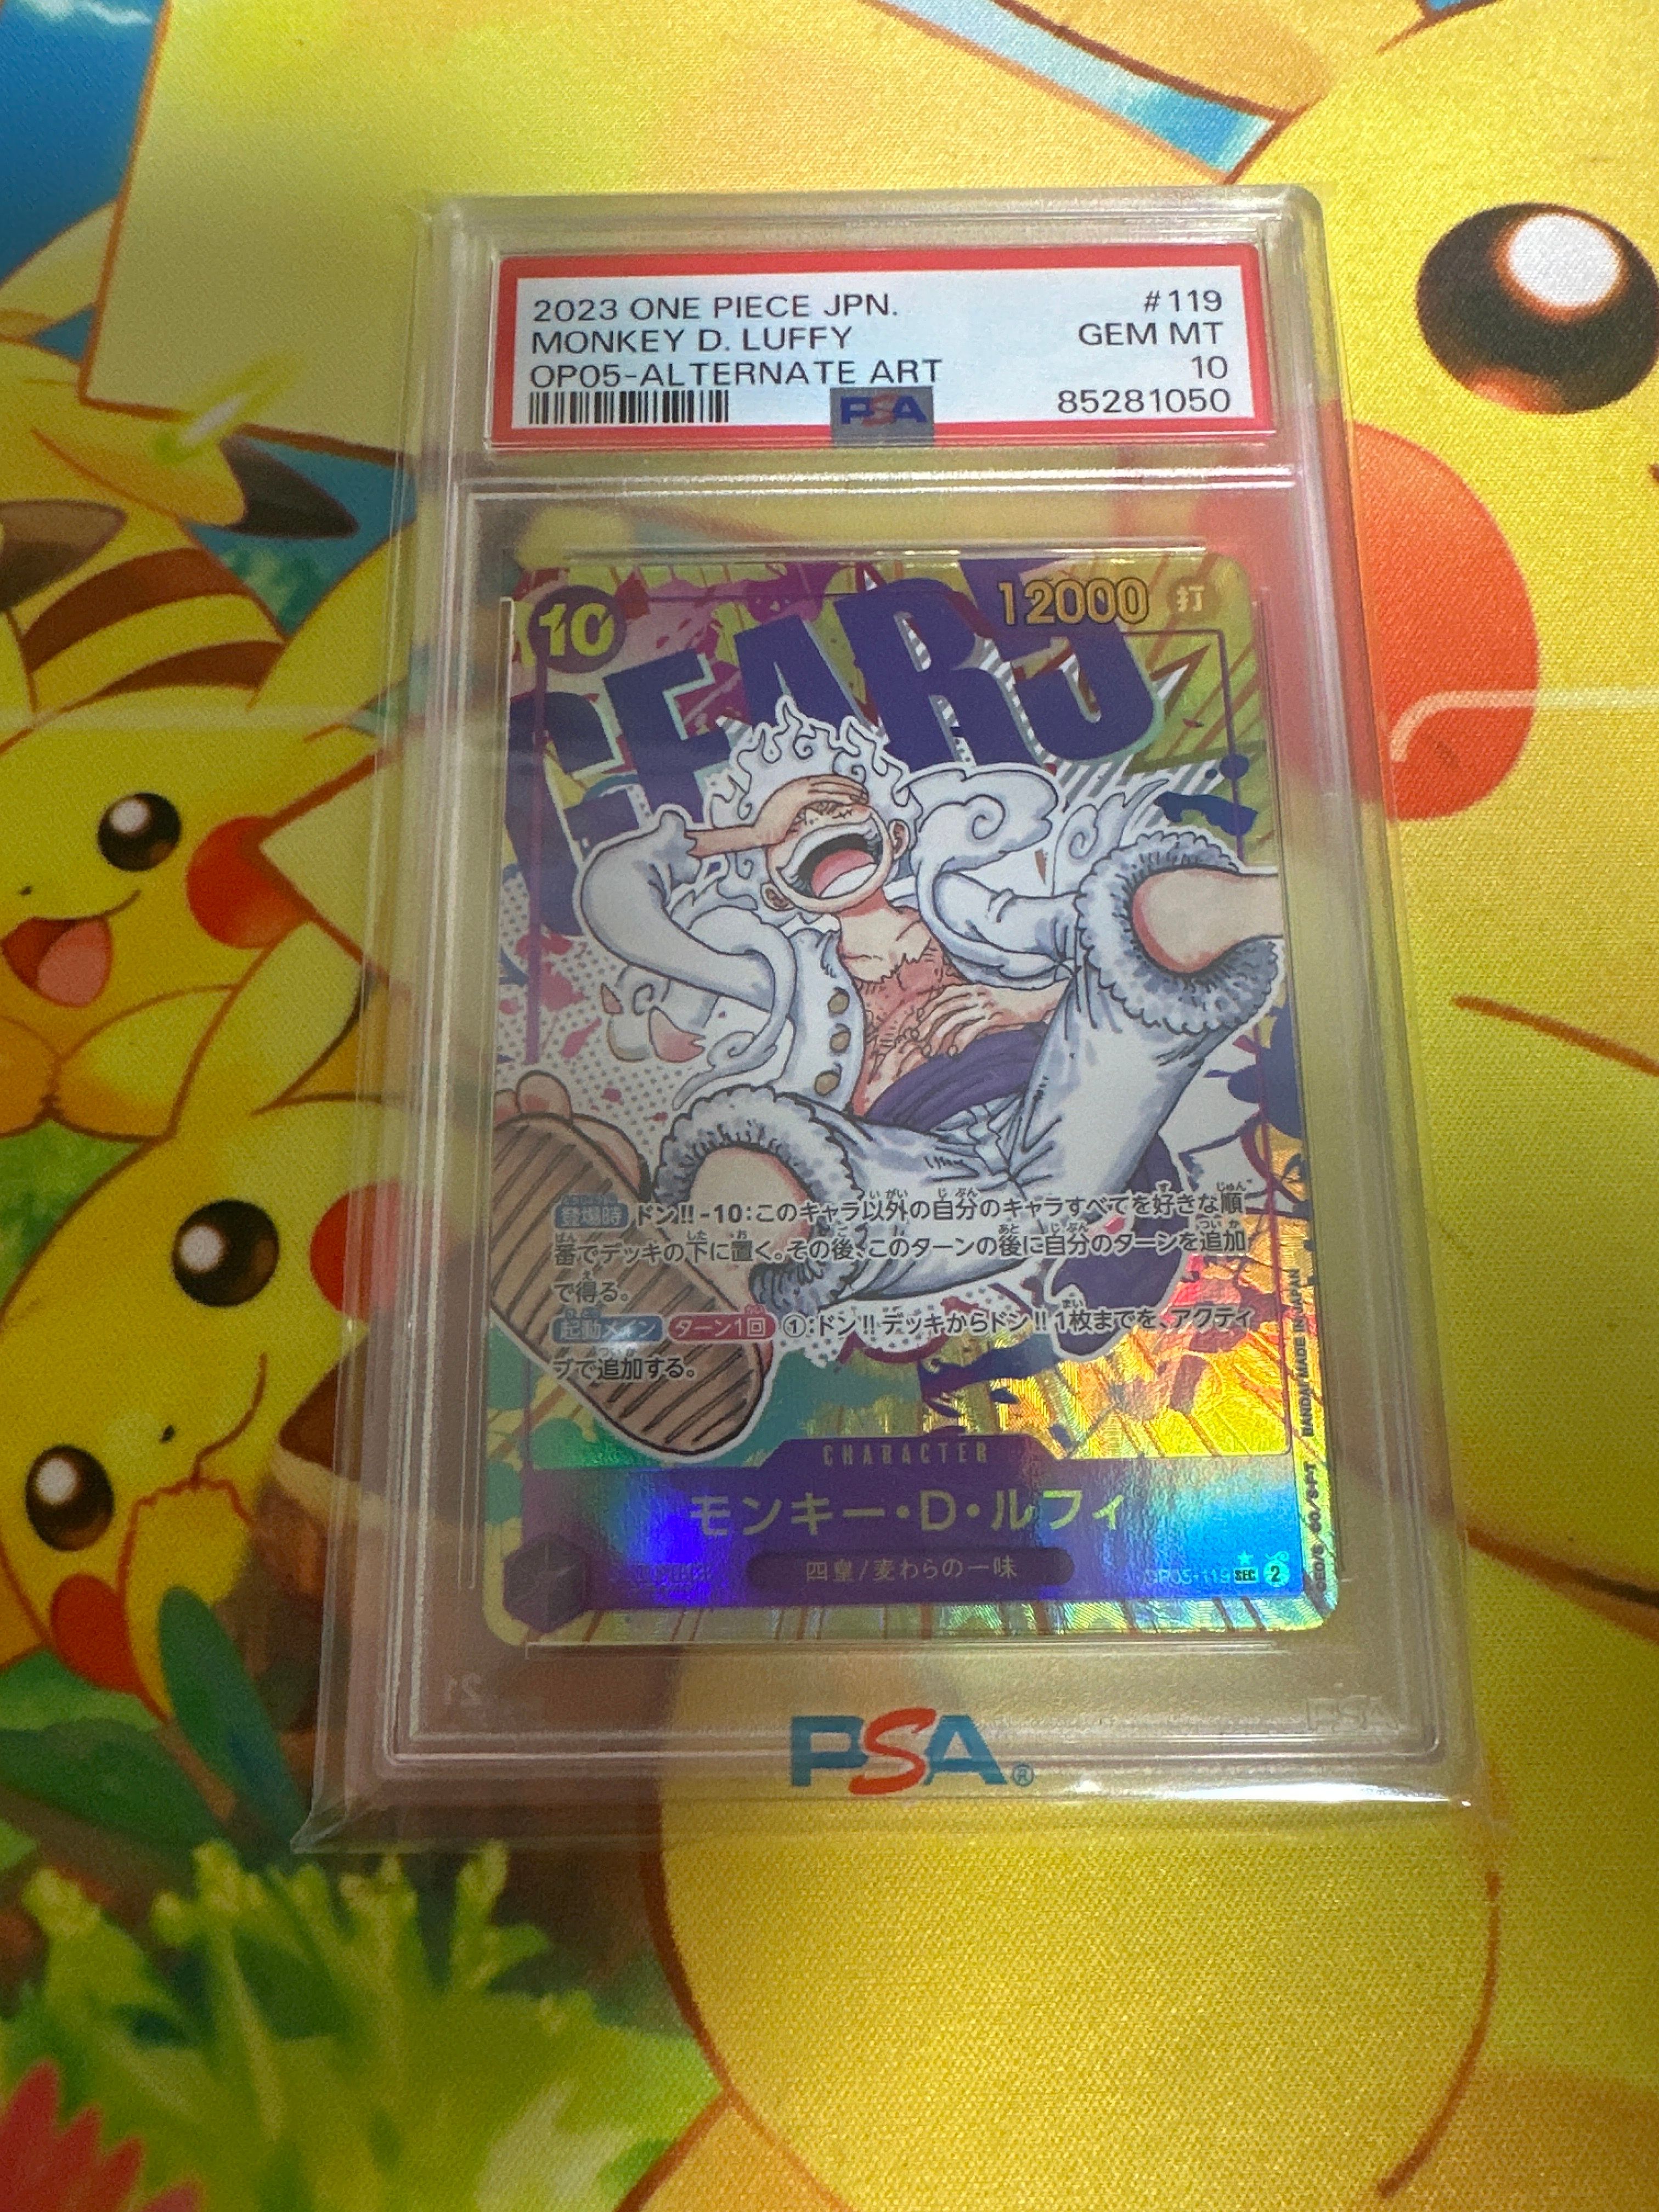 2023 ONE PIECE JPN. #119
MONKEY D. LUFFY GEM MT
OP05-ALTERNATE ART 10
PSA 85281050
10 12000 打
GEAR5
登場時 ドン!!-10:このキャラ以外の自分のキャラすべてを好きな順
番でデッキの下に置く。その後、このターンの後に自分のターンを追加
で得る。
起動メイン ターン1回 ①:ドン!!デッキからドン!!1枚までを、アクティ
ブで追加する。
CHARACTER
モンキー・D・ルフィ
四皇/麦わらの一味
OP05-119 SEC 2
BANDAI MADE IN JAPAN
PSA®
PSA